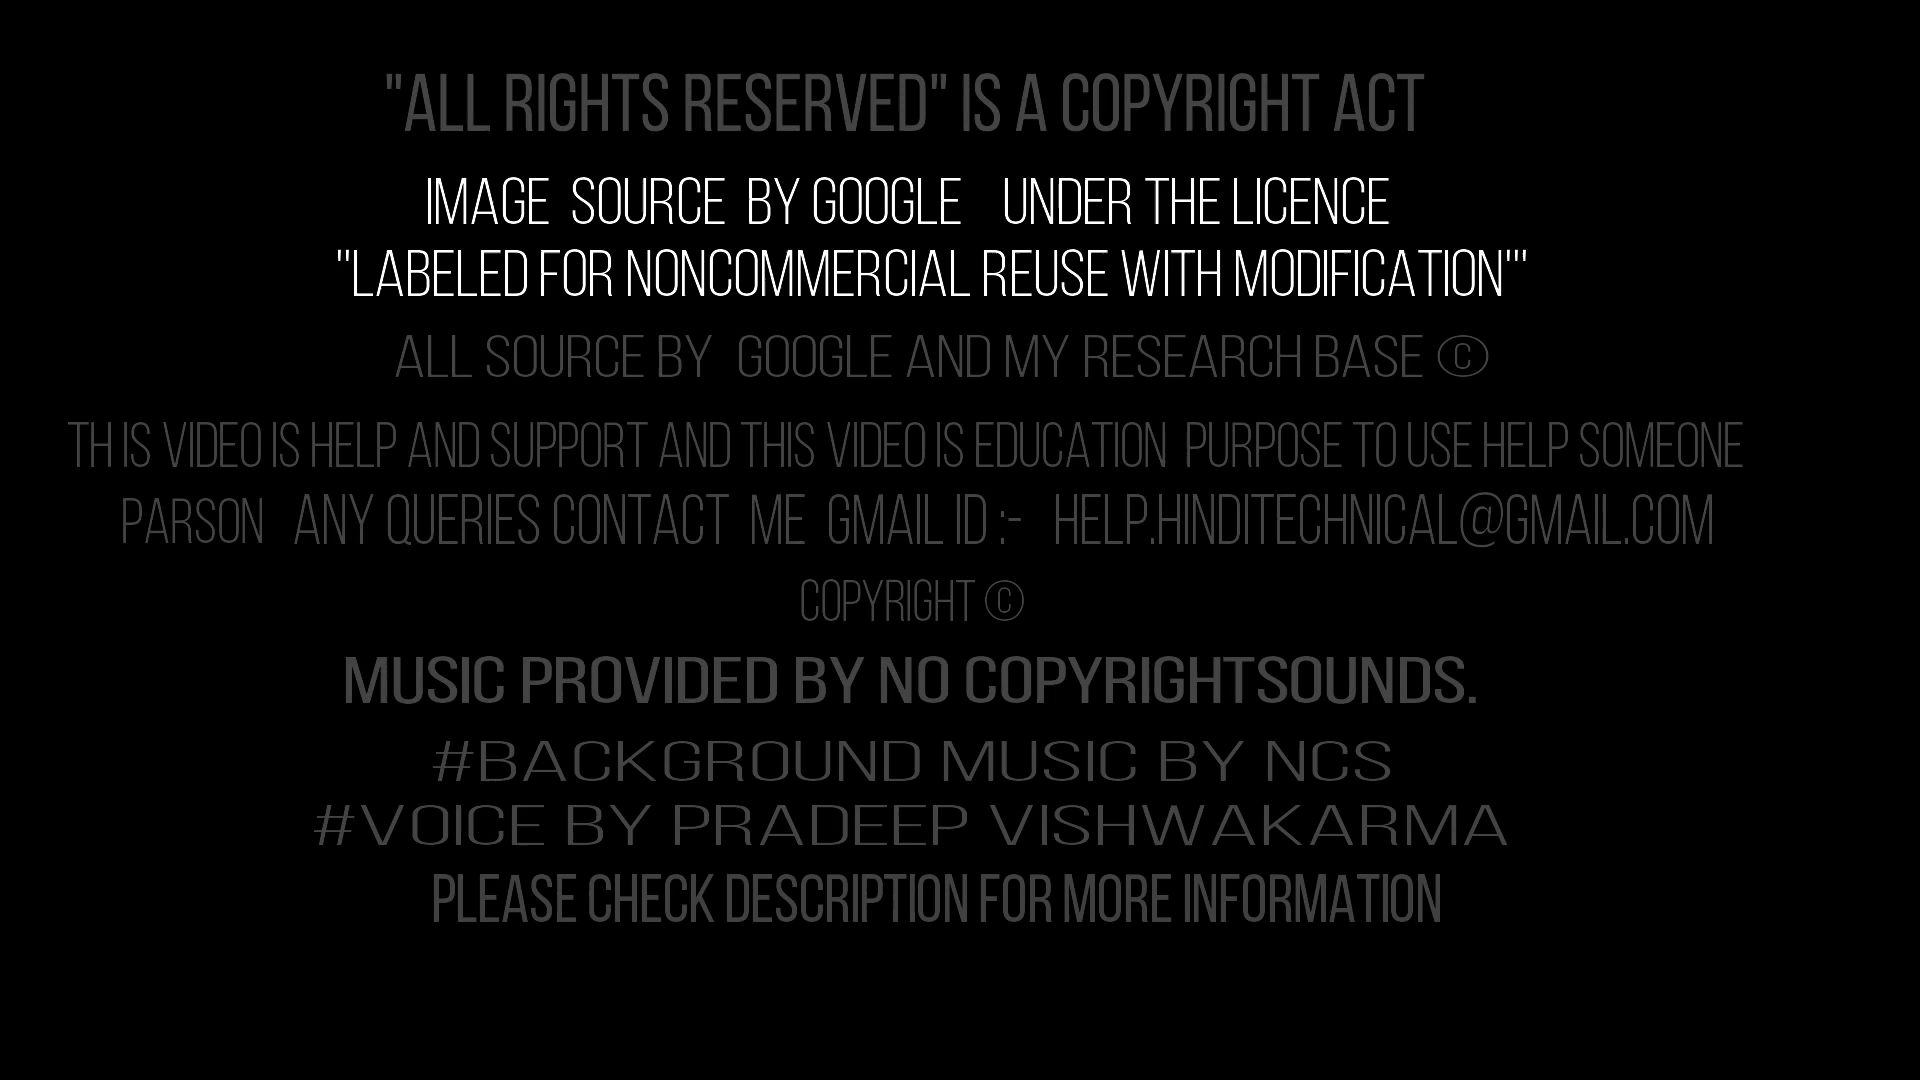 "ALL RIGHTS RESERVED" IS A COPYRIGHT ACT
IMAGE SOURCE BY GOOGLE UNDER THE LICENCE
"LABELED FOR NONCOMMERCIAL REUSE WITH MODIFICATION"'
ALL SOURCE BY GOOGLE AND MY RESEARCH BASE ©
TH IS VIDEO IS HELP AND SUPPORT AND THIS VIDEO IS EDUCATION PURPOSE TO USE HELP SOMEONE
PARSON ANY QUERIES CONTACT ME GMAIL ID :- HELP.HINDITECHNICAL@GMAIL.COM
COPYRIGHT ©
MUSIC PROVIDED BY NO COPYRIGHTSOUNDS.
#BACKGROUND MUSIC BY NCS
#VOICE BY PRADEEP VISHWAKARMA
PLEASE CHECK DESCRIPTION FOR MORE INFORMATION